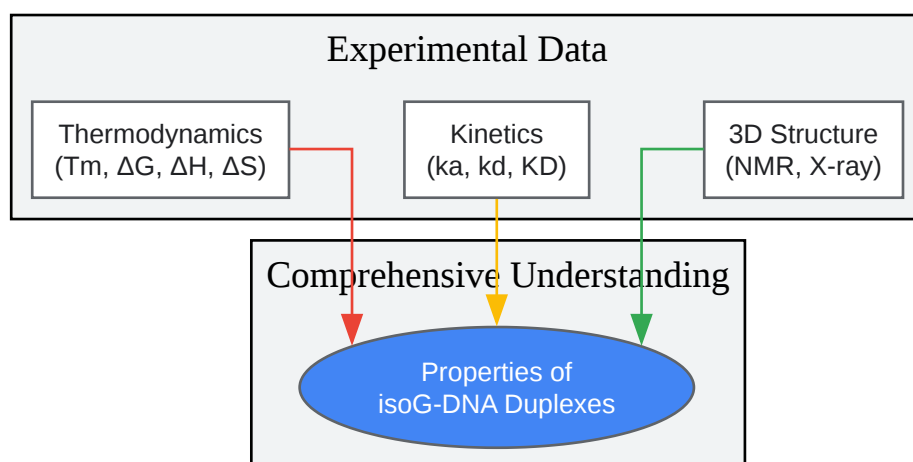 Experimental Data
Thermodynamics
(Tm, ΔG, ΔH, ΔS)
Kinetics
(ka, kd, KD)
3D Structure
(NMR, X-ray)
Comprehensive Understanding
Properties of
isoG-DNA Duplexes